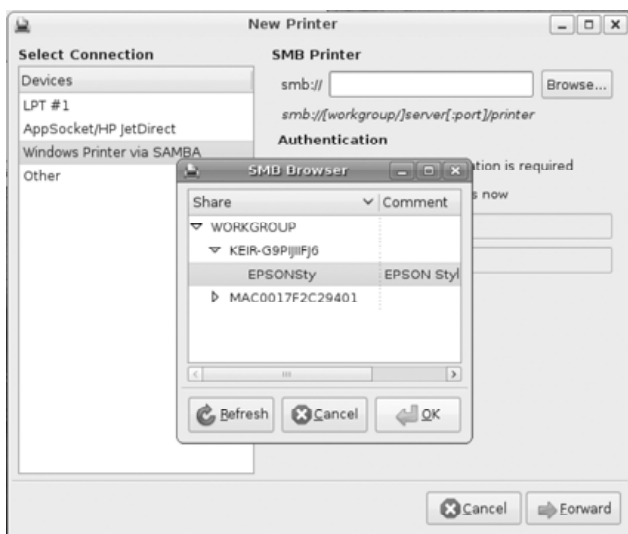 New Printer
Select Connection
Devices
LPT #1
AppSocket/HP JetDirect
Windows Printer via SAMBA
Other
SMB Printer
smb://
Browse...
smb://[workgroup/]server[:port]/printer
Authentication
ation is required
s now
SMB Browser
Share
Comment
WORKGROUP
KEIR-G9PIJIIFJ6
EPSONSty
EPSON Styl
MAC0017F2C29401
Refresh
Cancel
OK
Cancel
Forward